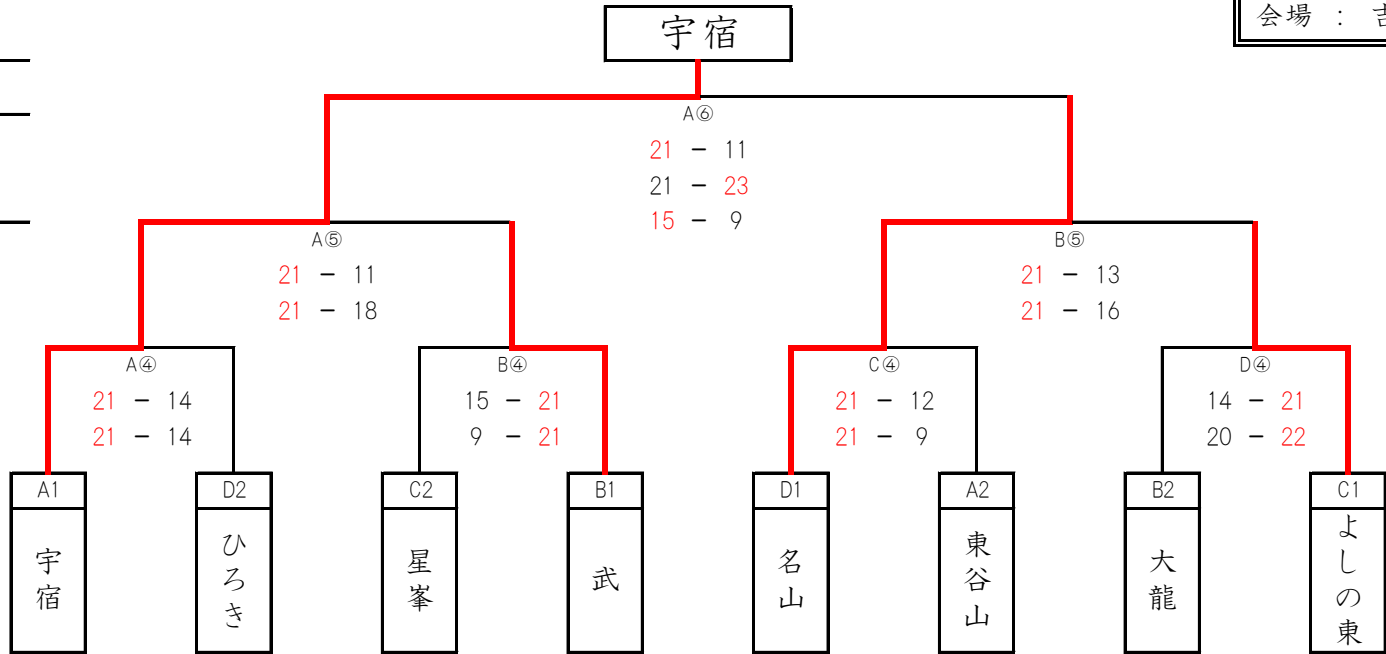 宇宿
会場 : 吉
A⑥
21 - 11
21 - 23
15 - 9
A⑤
21 - 11
21 - 18
B⑤
21 - 13
21 - 16
A④
21 - 14
21 - 14
B④
15 - 21
9 - 21
C④
21 - 12
21 - 9
D④
14 - 21
20 - 22
A1
D2
C2
B1
D1
A2
B2
C1
宇宿
ひろき
星峯
武
名山
東谷山
大龍
よしの東